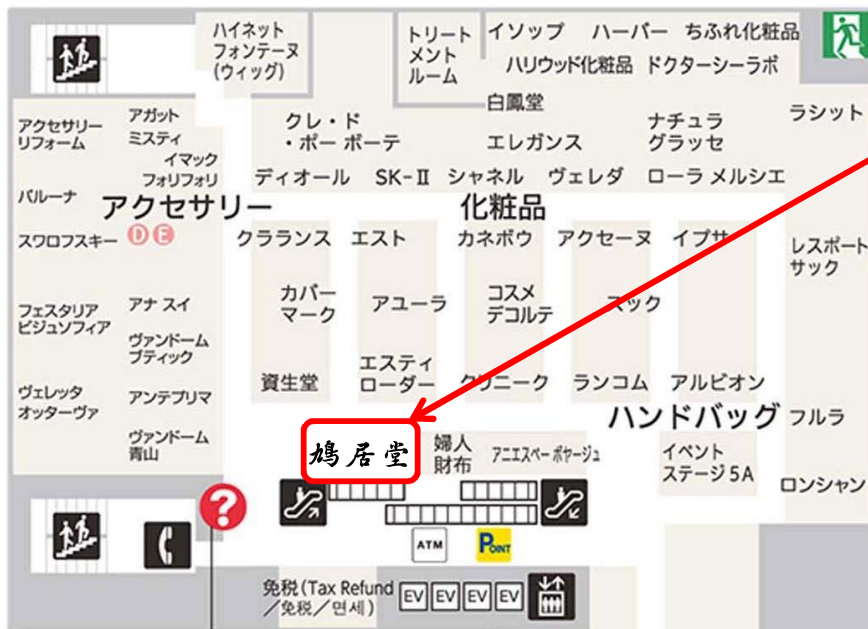 ハイネット
フォンテーヌ
(ウィッグ)
トリート
メント
ルーム
イソップ
ハーバー
ちふれ化粧品
ハリウッド化粧品
ドクターシーラボ
白鳳堂
アクセサリー
リフォーム
アガット
ミスティ
イマック
フォリフォリ
クレ・ド
・ポー ボーテ
エレガンス
ナチュラ
グラッセ
ラシット
バルーナ
ディオール
SK-II
シャネル
ヴェレダ
ローラ メルシエ
アクセサリー
化粧品
スワロフスキー
D E
クラランス
エスト
カネボウ
アクセーヌ
イプサ
レスポート
サック
フェスタリア
ビジュソフィア
アナ スイ
ヴァンドーム
ブティック
カバー
マーク
アユーラ
コスメ
デコルテ
スック
ヴェレッタ
オッターヴァ
アンテプリマ
資生堂
エスティ
ローダー
クリニーク
ランコム
アルビオン
ハンドバッグ
フルラ
ヴァンドーム
青山
鳩居堂
婦人
財布
アニエスベー ボヤージュ
イベント
ステージ 5A
ロンシャン
?
ATM
POINT
免税 (Tax Refund
/免税/면세)
EV EV EV EV